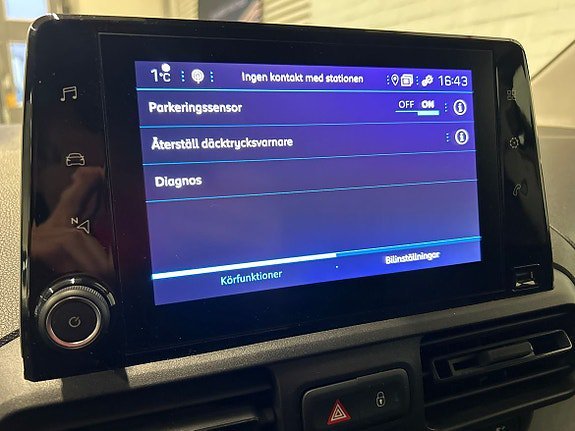 1°C Ingen kontakt med stationen 16:43
Parkeringssensor OFF ON
Återställ däcktrycksvarnare
Diagnos
Körfunktioner Bilinställningar
N